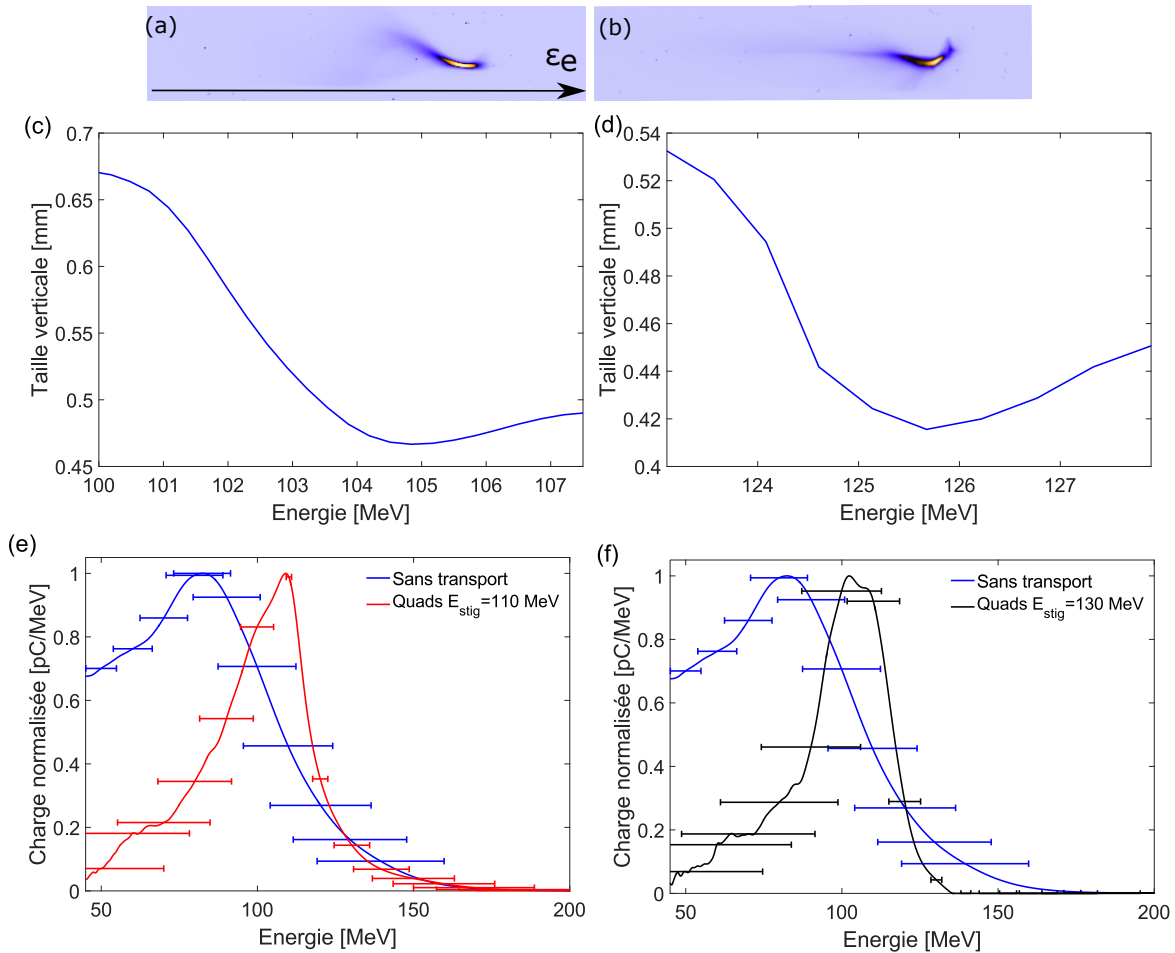 (a)
εe
(b)
(c)
0.7
0.65
0.6
0.55
0.5
0.45
Taille verticale [mm]
100 101 102 103 104 105 106 107
Energie [MeV]
(d)
0.54
0.52
0.5
0.48
0.46
0.44
0.42
0.4
Taille verticale [mm]
124 125 126 127
Energie [MeV]
(e)
1
0.8
0.6
0.4
0.2
0
Charge normalisée [pC/MeV]
Sans transport
Quads Estig=110 MeV
50 100 150 200
Energie [MeV]
(f)
1
0.8
0.6
0.4
0.2
0
Charge normalisée [pC/MeV]
Sans transport
Quads Estig=130 MeV
50 100 150 200
Energie [MeV]